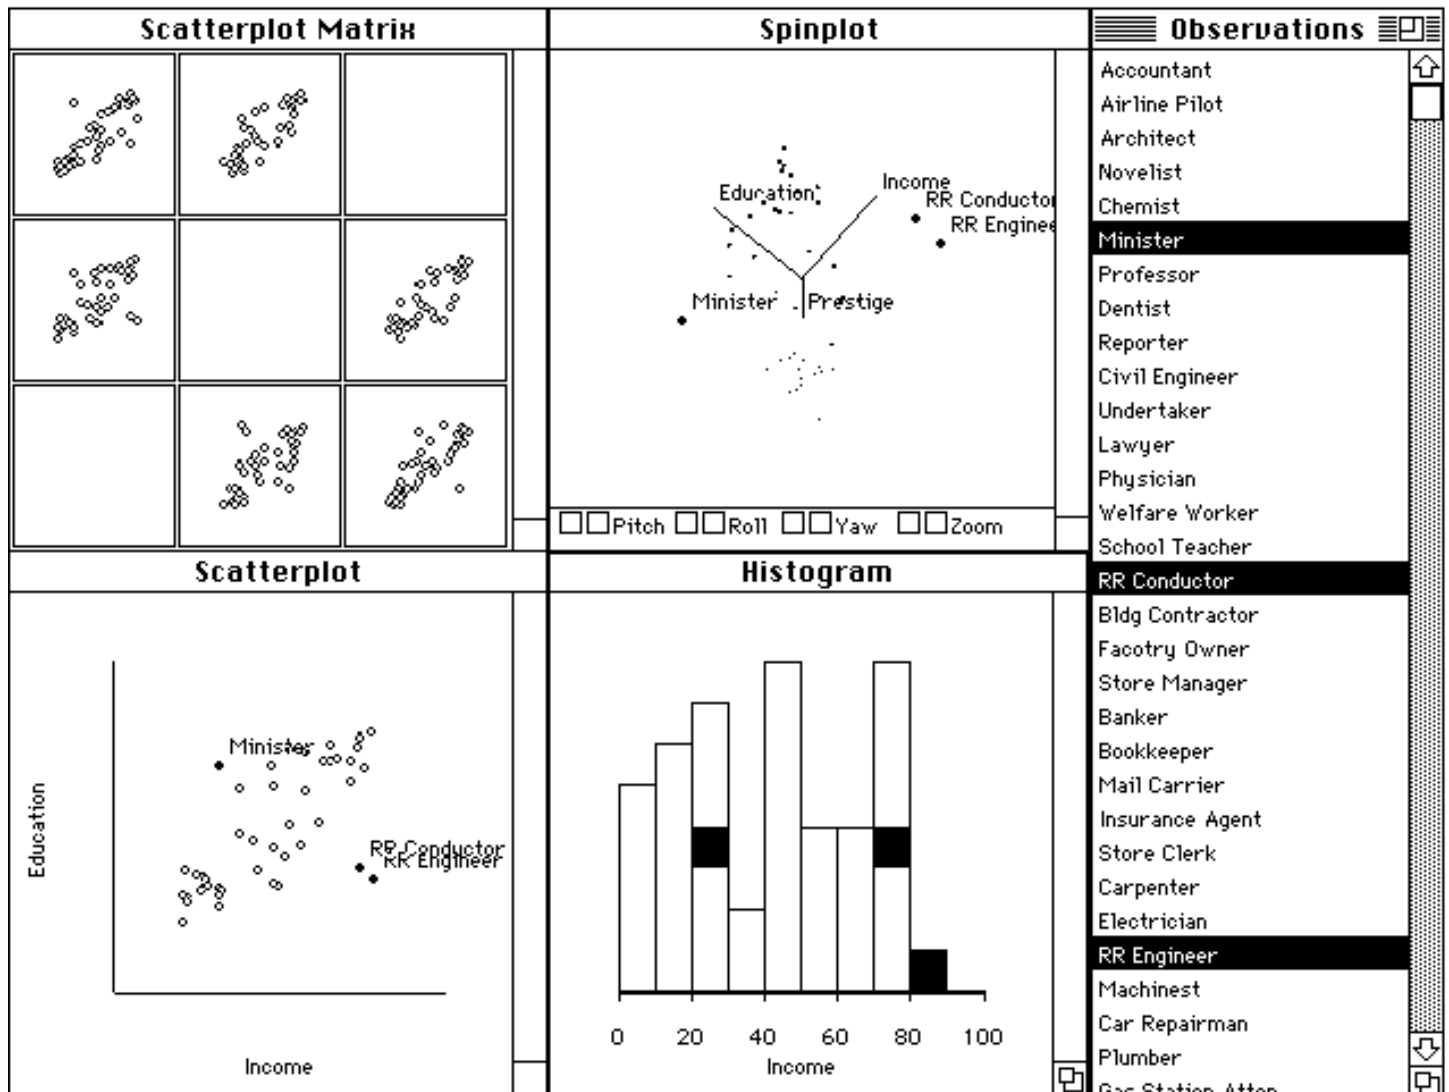 Scatterplot Matrix
Spinplot
Education
Income
RR Conductor
RR Enginee
Minister
Prestige
Pitch Roll Yaw Zoom
Scatterplot
Minister
RR Conductor
RR Engineer
Education
Income
Histogram
0 20 40 60 80 100
Income
Observations
Accountant
Airline Pilot
Architect
Novelist
Chemist
Minister
Professor
Dentist
Reporter
Civil Engineer
Undertaker
Lawyer
Physician
Welfare Worker
School Teacher
RR Conductor
Bldg Contractor
Facotry Owner
Store Manager
Banker
Bookkeeper
Mail Carrier
Insurance Agent
Store Clerk
Carpenter
Electrician
RR Engineer
Machinest
Car Repairman
Plumber
Gas Station Atten